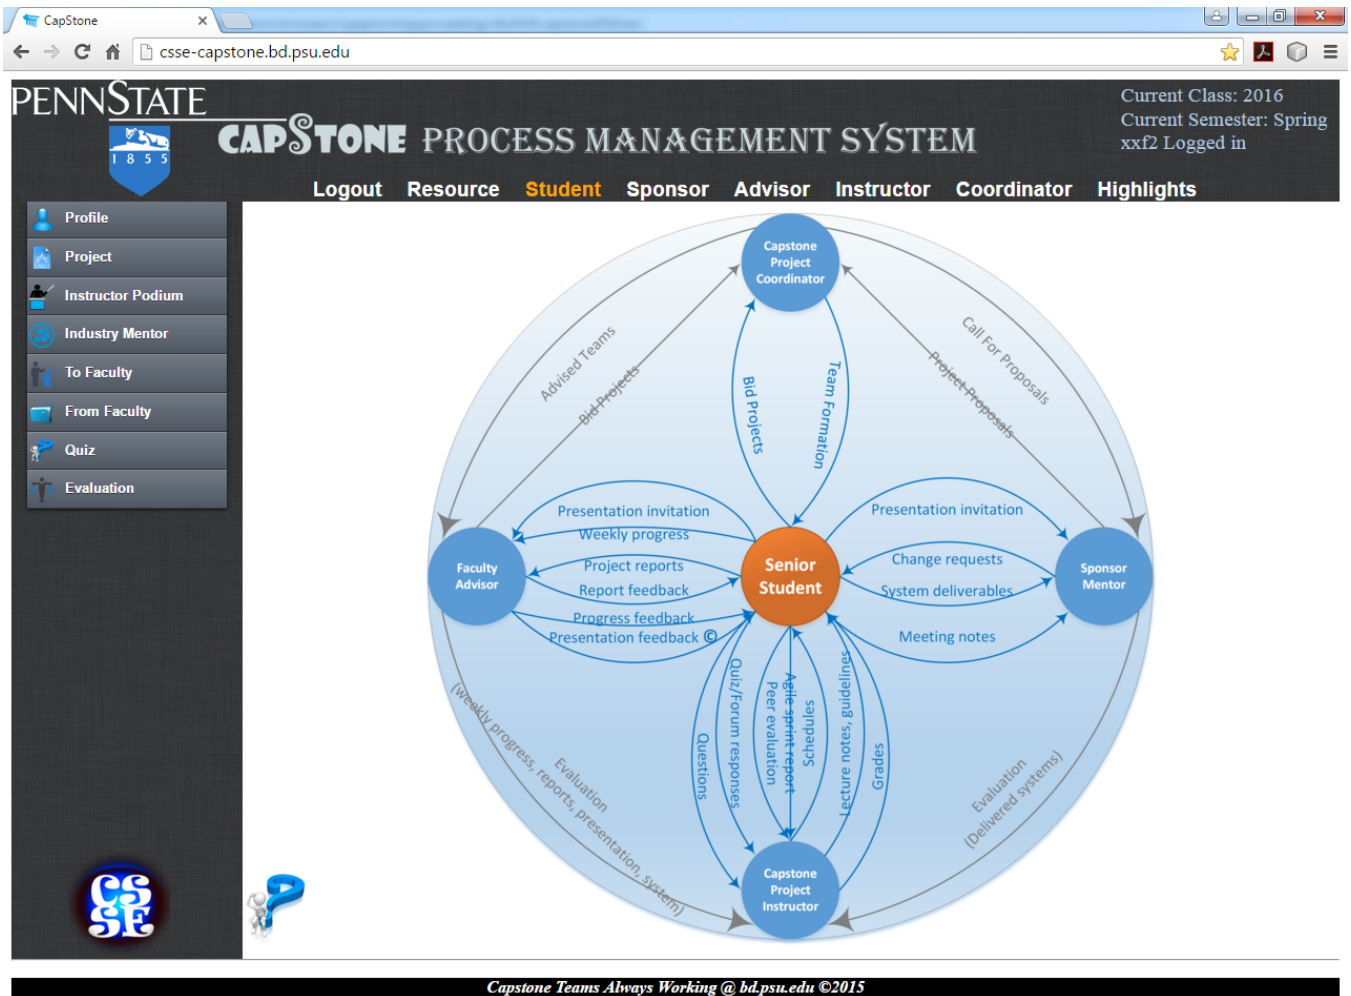 CapStone
csse-capstone.bd.psu.edu
PENNSTATE
1855
CAPSTONE PROCESS MANAGEMENT SYSTEM
Current Class: 2016
Current Semester: Spring
xxf2 Logged in
Logout Resource Student Sponsor Advisor Instructor Coordinator Highlights
Profile
Project
Instructor Podium
Industry Mentor
To Faculty
From Faculty
Quiz
Evaluation
CS
SE
Capstone
Project
Coordinator
Advised Teams
Bid Projects
Bid Projects
Team Formation
Call For Proposals
Project Proposals
Presentation invitation
Weekly progress
Project reports
Report feedback
Progress feedback
Presentation feedback ©
Faculty
Advisor
Senior
Student
Presentation invitation
Change requests
System deliverables
Meeting notes
Sponsor
Mentor
Questions
Quiz/Forum responses
Peer evaluation
Agile sprint report
Schedules
Lecture notes, guidelines
Grades
Evaluation
(weekly progress, reports, presentation, system)
Evaluation
(Delivered systems)
Capstone
Project
Instructor
Capstone Teams Always Working @ bd.psu.edu ©2015